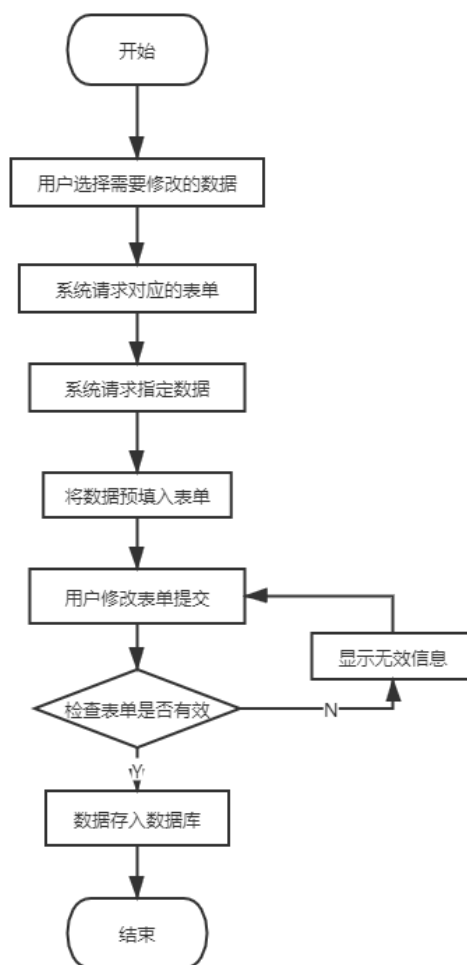 开始
用户选择需要修改的数据
系统请求对应的表单
系统请求指定数据
将数据预填入表单
用户修改表单提交
显示无效信息
检查表单是否有效
N
Y
数据存入数据库
结束